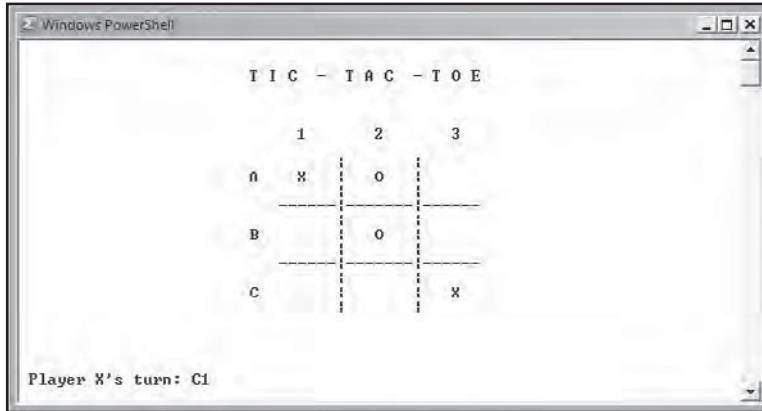 Windows PowerShell
T I C - T A C - T O E
1 2 3
A X O
B O
C X
Player X's turn: C1